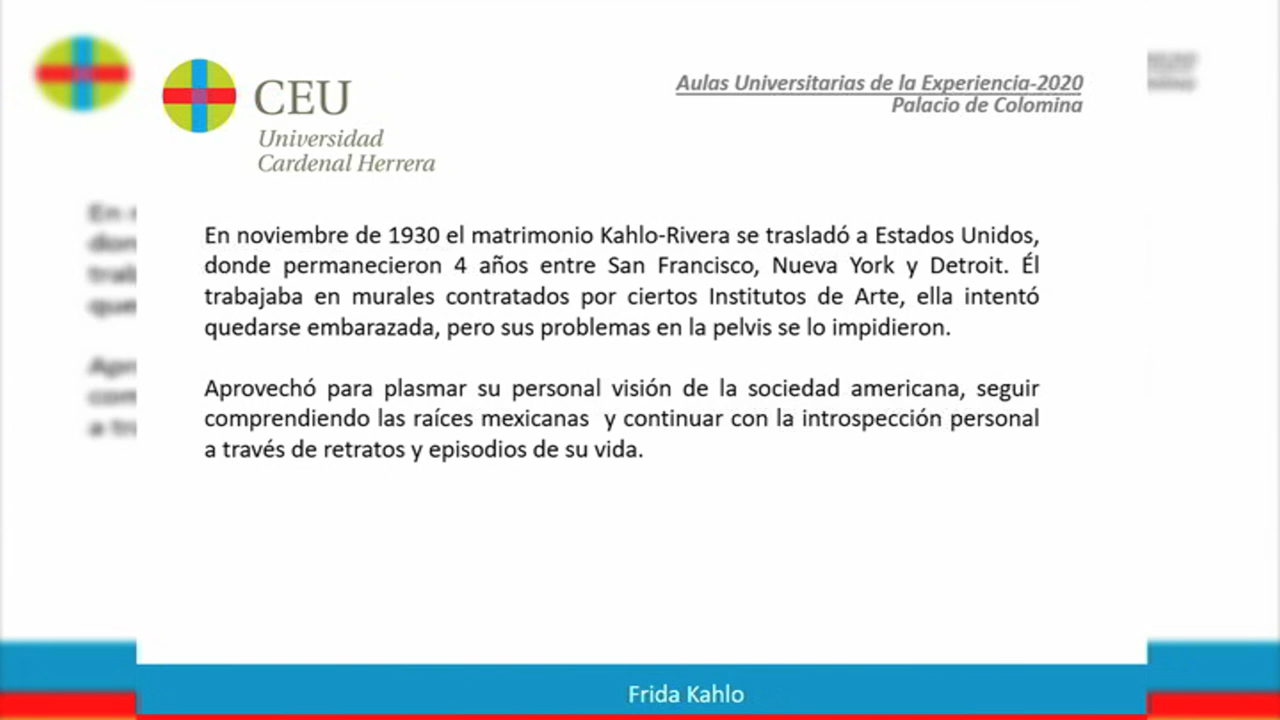 CEU
Universidad
Cardenal Herrera
Aulas Universitarias de la Experiencia-2020
Palacio de Colomina
En noviembre de 1930 el matrimonio Kahlo-Rivera se trasladó a Estados Unidos,
donde permanecieron 4 años entre San Francisco, Nueva York y Detroit. Él
trabajaba en murales contratados por ciertos Institutos de Arte, ella intentó
quedarse embarazada, pero sus problemas en la pelvis se lo impidieron.
Aprovechó para plasmar su personal visión de la sociedad americana, seguir
comprendiendo las raíces mexicanas y continuar con la introspección personal
a través de retratos y episodios de su vida.
Frida Kahlo